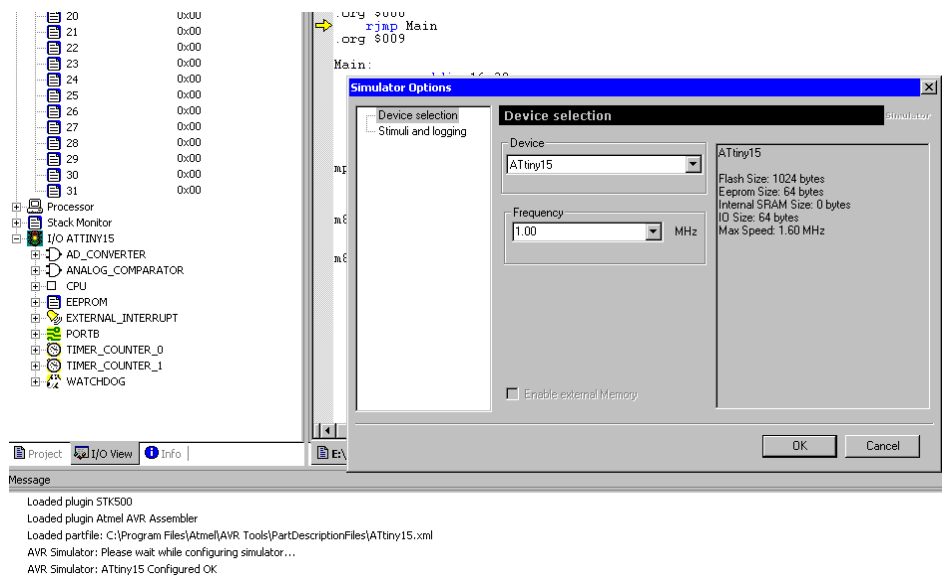 20 0x00
21 0x00
22 0x00
23 0x00
24 0x00
25 0x00
26 0x00
27 0x00
28 0x00
29 0x00
30 0x00
31 0x00
Processor
Stack Monitor
I/O ATTINY15
AD_CONVERTER
ANALOG_COMPARATOR
CPU
EEPROM
EXTERNAL_INTERRUPT
PORTB
TIMER_COUNTER_0
TIMER_COUNTER_1
WATCHDOG
Project I/O View Info
.org $000
rjmp Main
.org $009
Main:
Simulator Options
Device selection
Stimuli and logging
Device selection
Simulator
Device
ATtiny15
Frequency
1.00 MHz
Enable external Memory
ATtiny15
Flash Size: 1024 bytes
Eeprom Size: 64 bytes
Internal SRAM Size: 0 bytes
IO Size: 64 bytes
Max Speed: 1.60 MHz
OK Cancel
E:\
Message
Loaded plugin STK500
Loaded plugin Atmel AVR Assembler
Loaded partfile: C:\Program Files\Atmel\AVR Tools\PartDescriptionFiles\ATtiny15.xml
AVR Simulator: Please wait while configuring simulator...
AVR Simulator: ATtiny15 Configured OK